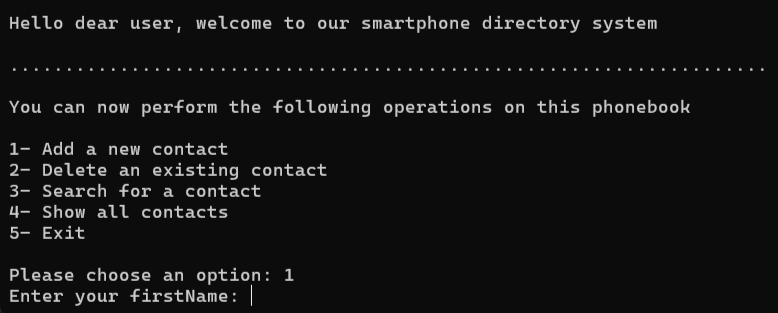 Hello dear user, welcome to our smartphone directory system
.....................................................................
You can now perform the following operations on this phonebook
1- Add a new contact
2- Delete an existing contact
3- Search for a contact
4- Show all contacts
5- Exit
Please choose an option: 1
Enter your firstName: